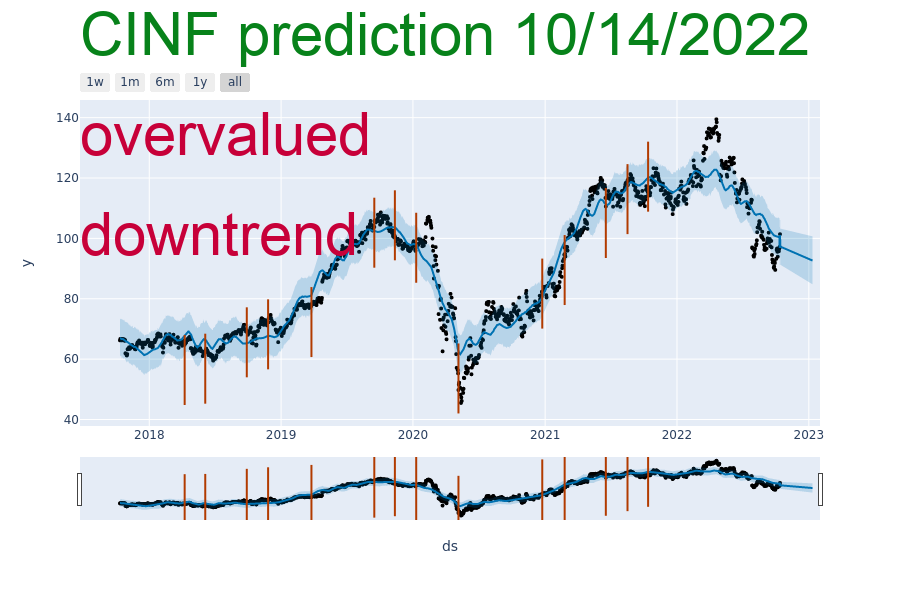 CINF prediction 10/14/2022
1w 1m 6m 1y all
140
overvalued
120
downtrend
100
y
80
60
40
2018 2019 2020 2021 2022 2023
ds